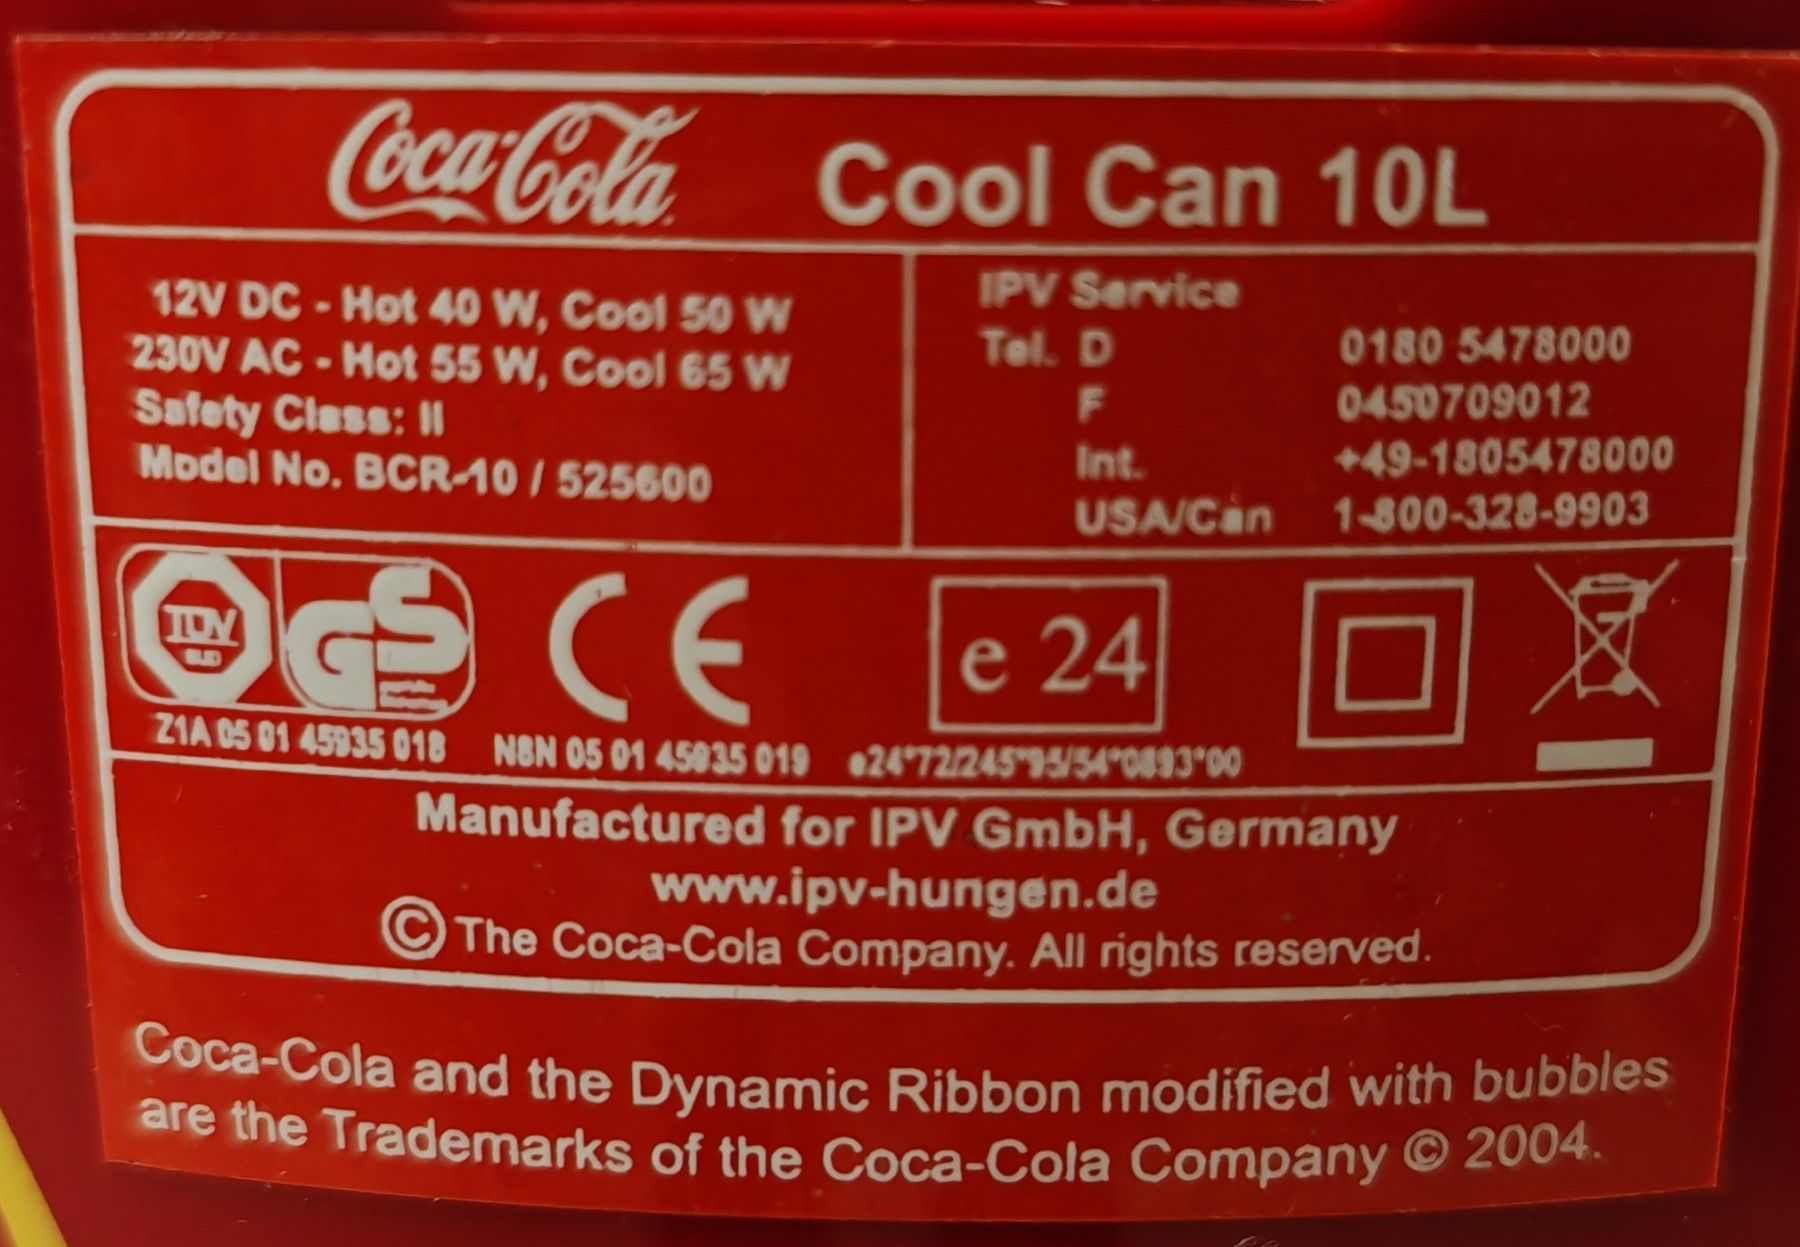 Coca-Cola Cool Can 10L
12V DC - Hot 40 W, Cool 50 W
230V AC - Hot 55 W, Cool 65 W
Safety Class: II
Model No. BCR-10 / 525600
IPV Service
Tel. D 0180 5478000
F 0450709012
Int. +49-1805478000
USA/Can 1-800-328-9903
TÜV
SÜD
GS
geprüfte
Sicherheit
CE
e 24
Z1A 05 01 45935 018
N8N 05 01 45935 019
e24*72/245*95/54*0893*00
Manufactured for IPV GmbH, Germany
www.ipv-hungen.de
© The Coca-Cola Company. All rights reserved.
Coca-Cola and the Dynamic Ribbon modified with bubbles
are the Trademarks of the Coca-Cola Company © 2004.